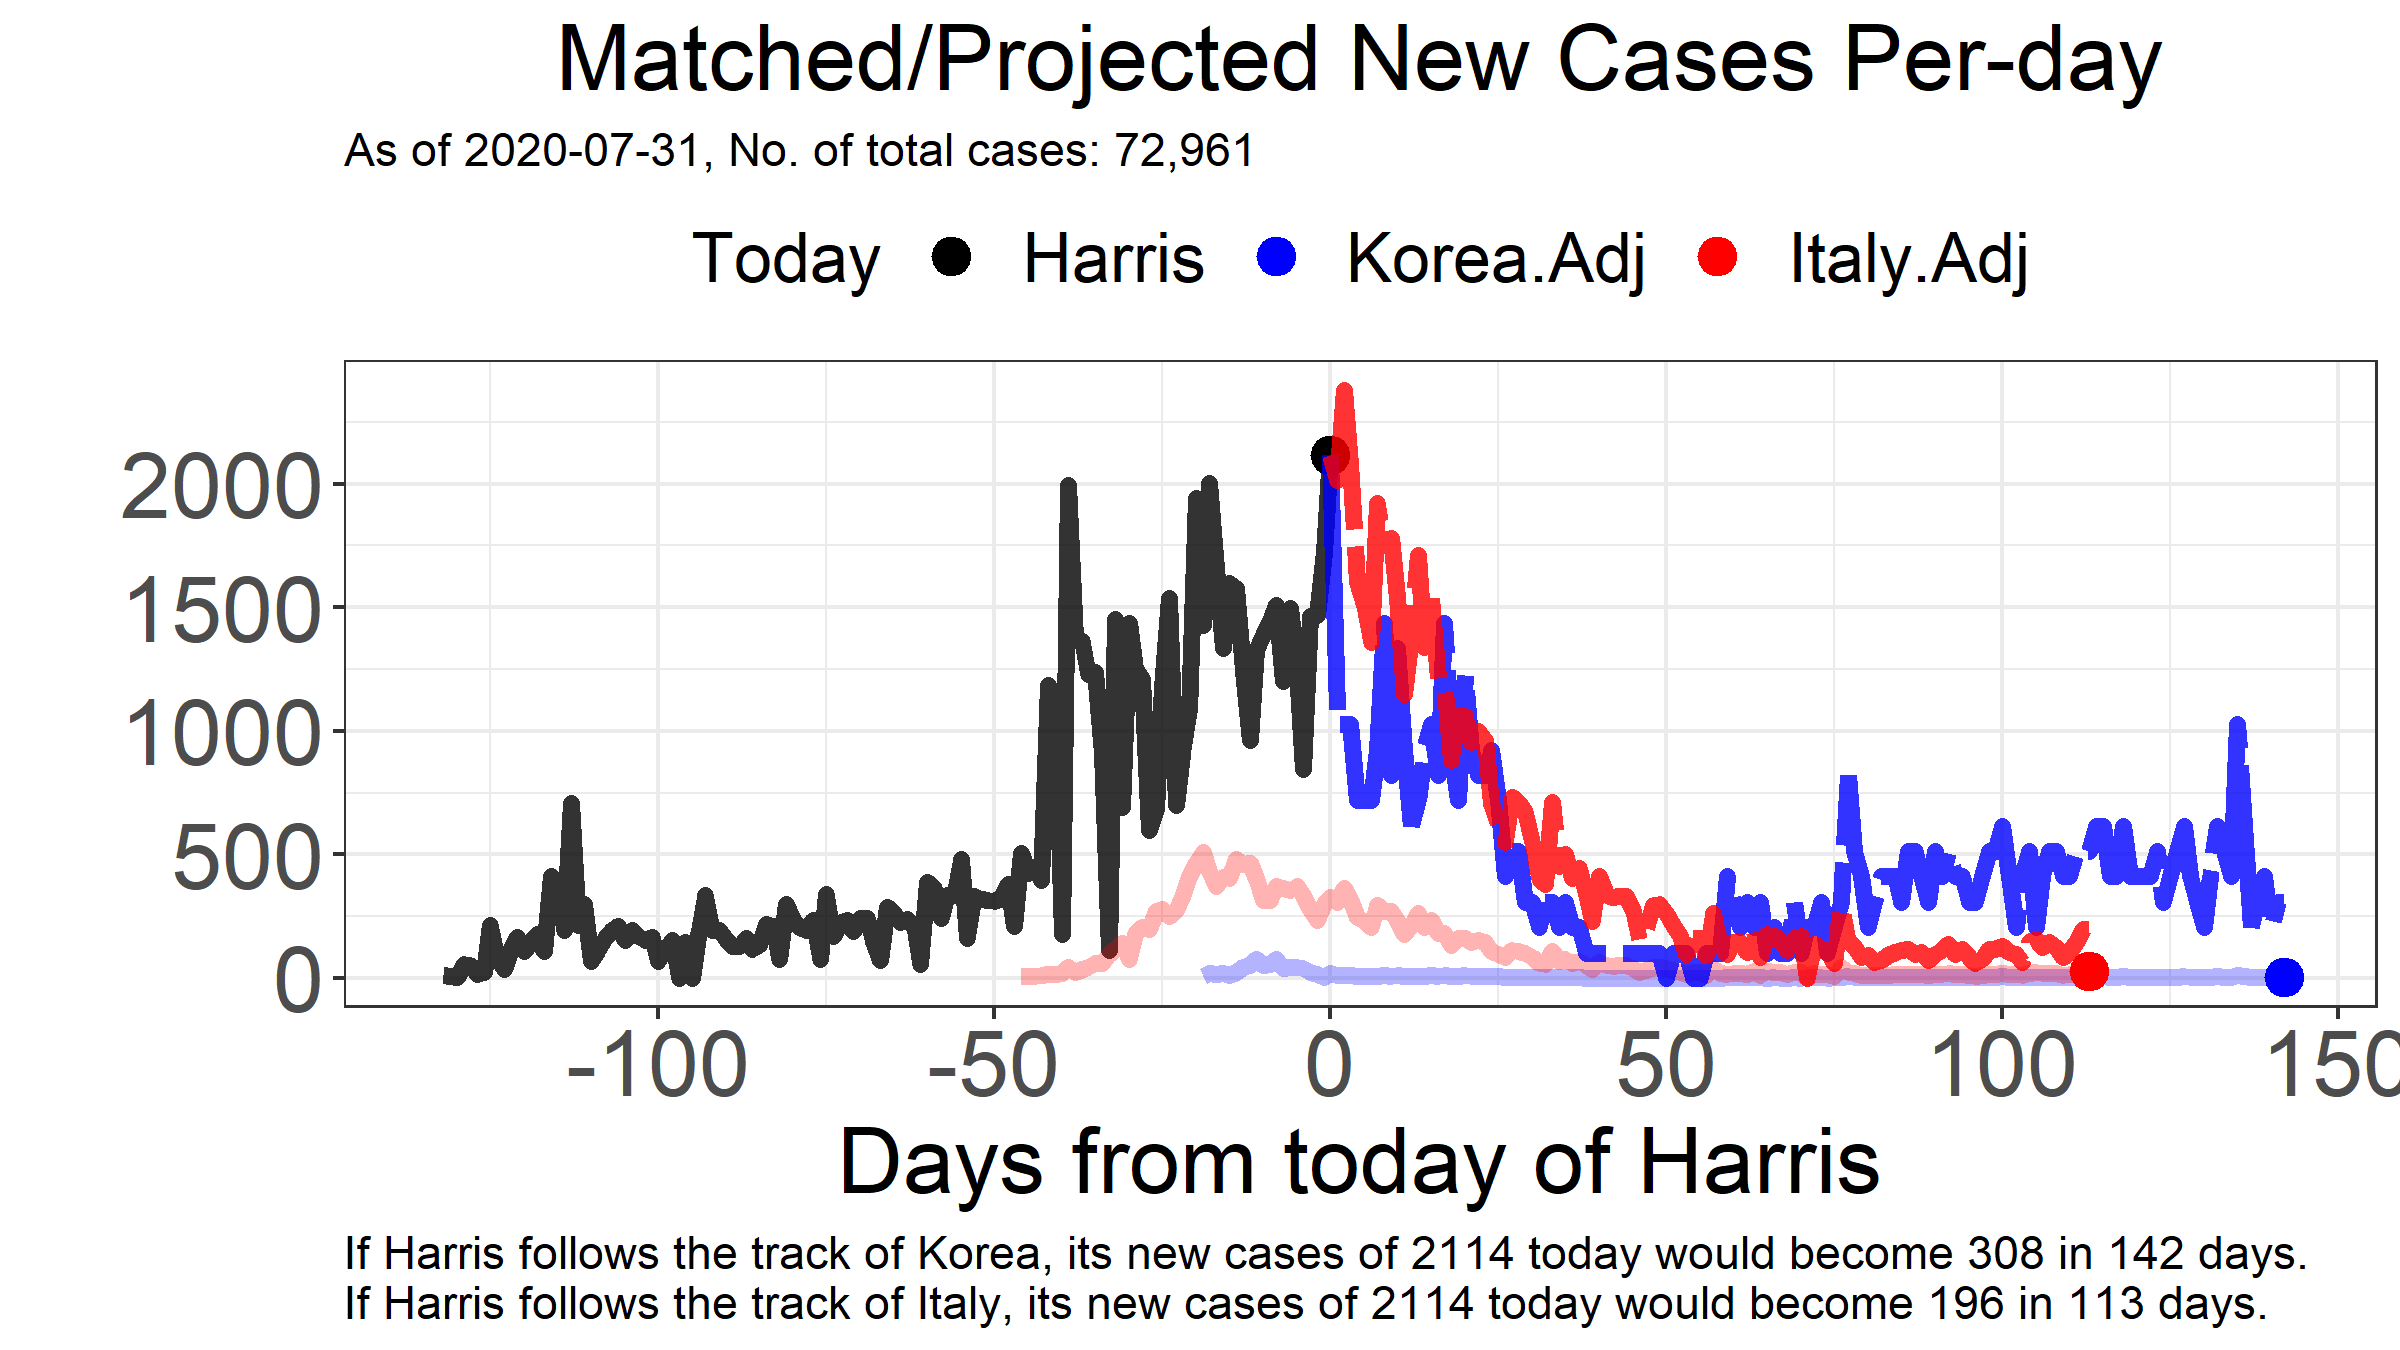 Matched/Projected New Cases Per-day
As of 2020-07-31, No. of total cases: 72,961
Today Harris Korea.Adj Italy.Adj
2000
1500
1000
500
0
-100 -50 0 50 100 150
Days from today of Harris
If Harris follows the track of Korea, its new cases of 2114 today would become 308 in 142 days.
If Harris follows the track of Italy, its new cases of 2114 today would become 196 in 113 days.